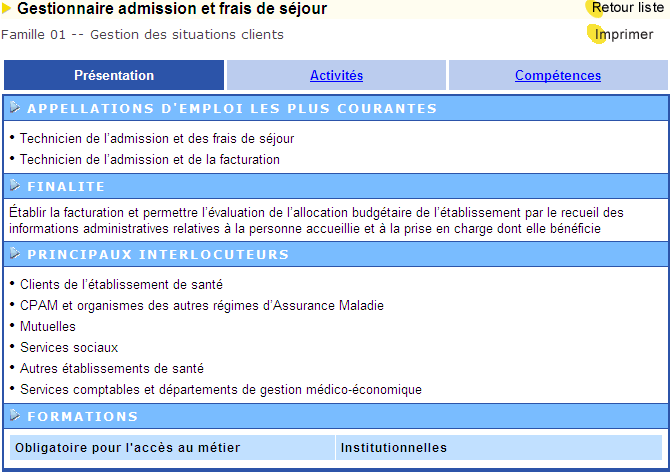 Gestionnaire admission et frais de séjour
Retour liste
Famille 01 -- Gestion des situations clients
Imprimer
Présentation
Activités
Compétences
APPELLATIONS D'EMPLOI LES PLUS COURANTES
• Technicien de l'admission et des frais de séjour
• Technicien de l'admission et de la facturation
FINALITE
Établir la facturation et permettre l'évaluation de l'allocation budgétaire de l'établissement par le recueil des
informations administratives relatives à la personne accueillie et à la prise en charge dont elle bénéficie
PRINCIPAUX INTERLOCUTEURS
• Clients de l'établissement de santé
• CPAM et organismes des autres régimes d'Assurance Maladie
• Mutuelles
• Services sociaux
• Autres établissements de santé
• Services comptables et départements de gestion médico-économique
FORMATIONS
Obligatoire pour l'accès au métier
Institutionnelles